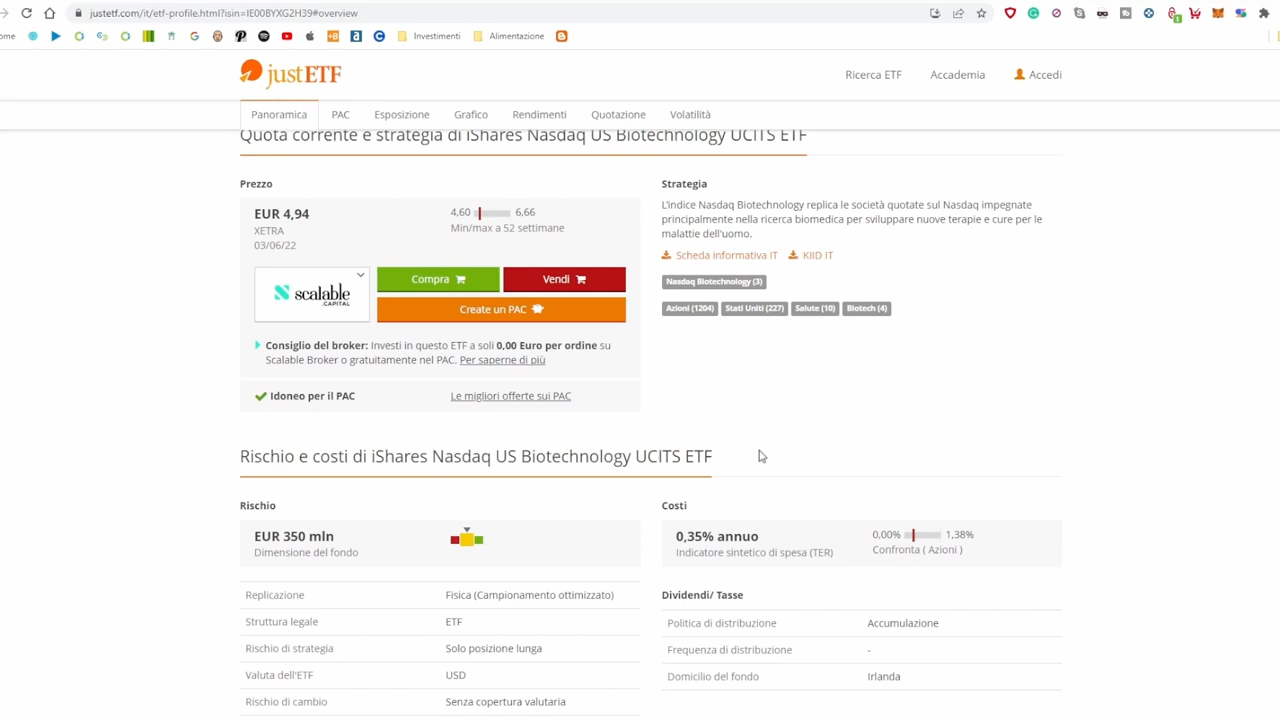 justetf.com/it/etf-profile.html?isin=IE00BYXG2H39#overview
ome
Investimenti
Alimentazione
justETF
Ricerca ETF
Accademia
Accedi
Panoramica
PAC
Esposizione
Grafico
Rendimenti
Quotazione
Volatilità
Quota corrente e strategia di iShares Nasdaq US Biotechnology UCITS ETF
Prezzo
EUR 4,94
XETRA
03/06/22
4,60
6,66
Min/max a 52 settimane
scalable
CAPITAL
Compra
Vendi
Create un PAC
Consiglio del broker: Investi in questo ETF a soli 0,00 Euro per ordine su
Scalable Broker o gratuitamente nel PAC. Per saperne di più
Idoneo per il PAC
Le migliori offerte sui PAC
Strategia
L'indice Nasdaq Biotechnology replica le società quotate sul Nasdaq impegnate
principalmente nella ricerca biomedica per sviluppare nuove terapie e cure per le
malattie dell'uomo.
Scheda informativa IT
KIID IT
Nasdaq Biotechnology (3)
Azioni (1204)
Stati Uniti (227)
Salute (10)
Biotech (4)
Rischio e costi di iShares Nasdaq US Biotechnology UCITS ETF
Rischio
EUR 350 mln
Dimensione del fondo
Replicazione
Fisica (Campionamento ottimizzato)
Struttura legale
ETF
Rischio di strategia
Solo posizione lunga
Valuta dell'ETF
USD
Rischio di cambio
Senza copertura valutaria
Costi
0,35% annuo
Indicatore sintetico di spesa (TER)
0,00%
1,38%
Confronta ( Azioni )
Dividendi/ Tasse
Politica di distribuzione
Accumulazione
Frequenza di distribuzione
-
Domicilio del fondo
Irlanda